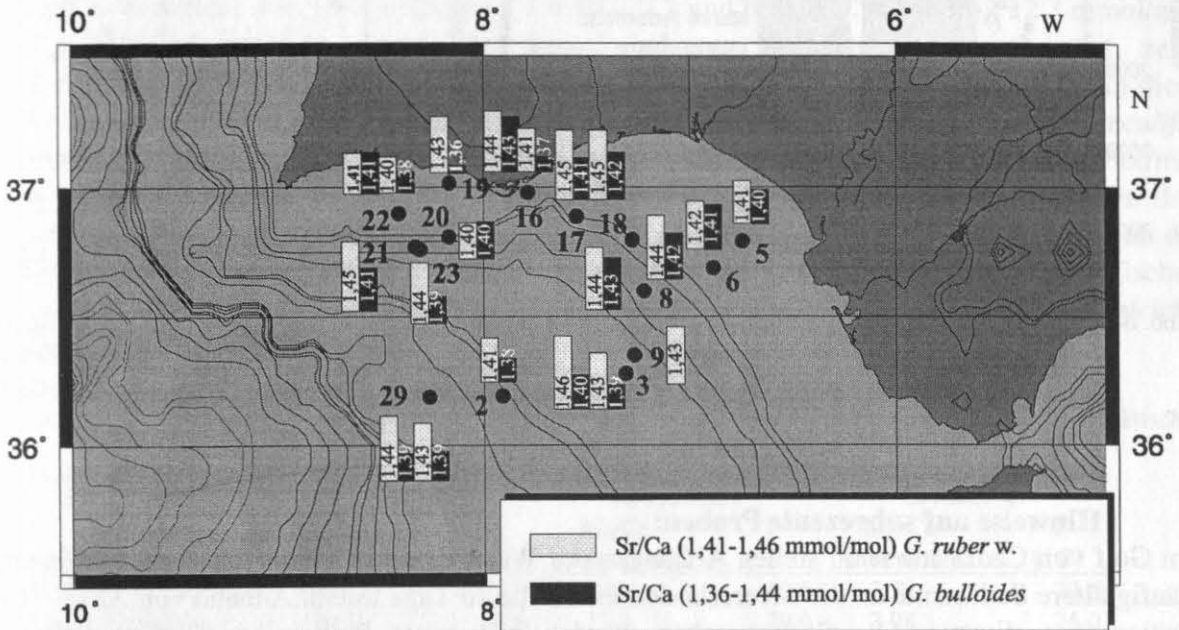 10° 8° 6° W
N
37° 37°
36° 36°
1,43 1,36
1,44 1,43 1,41 1,37
1,45 1,41 1,45 1,42
1,41 1,41 1,40 1,38
19
16
22 20
17 18
1,41 1,40
1,42 1,41
5
1,40 1,40
1,44 1,42
21 23
6
1,45 1,41
1,44 1,43
8
1,44 1,39
9
1,43
1,41 1,38
1,46 1,40 1,43 1,39
3
29 2
1,44 1,39 1,43 1,39
Sr/Ca (1,41-1,46 mmol/mol) G. ruber w.
Hinweise auf subrezente Proben:
Sr/Ca (1,36-1,44 mmol/mol) G. bulloides
10° 8°